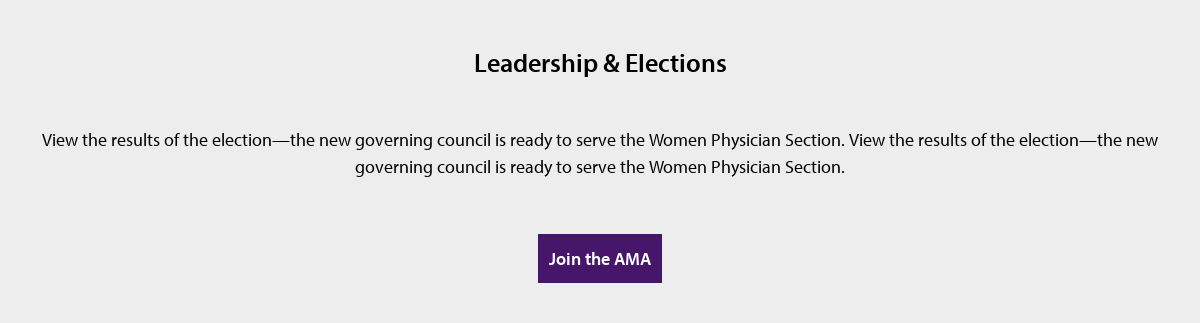 Leadership & Elections
View the results of the election—the new governing council is ready to serve the Women Physician Section. View the results of the election—the new
governing council is ready to serve the Women Physician Section.
Join the AMA